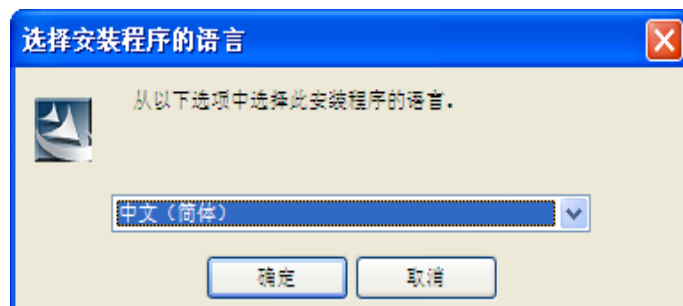 选择安装程序的语言
从以下选项中选择此安装程序的语言.
中文（简体）
确定
取消